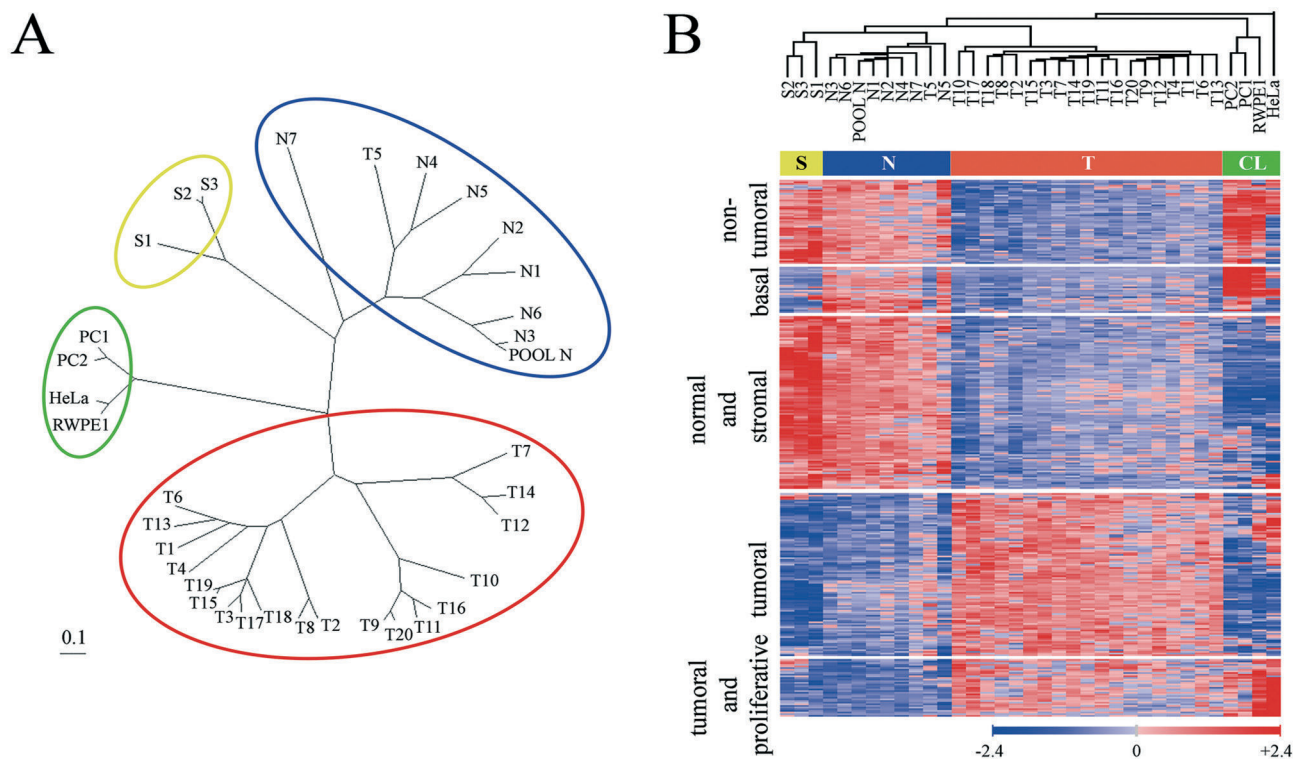 A
N7
T5
N4
N5
N2
N1
N6
N3
POOL N
S3
S2
S1
PC1
PC2
HeLa
RWPE1
T7
T14
T12
T6
T13
T1
T4
T19
T15
T3
T17
T18
T8
T2
T10
T16
T11
T9
T20
0.1
B
S2 S3 S1 N3 N6 POOL N N1 N2 N4 N7 T5 N5 T10 T17 T18 T8 T2 T15 T3 T7 T14 T19 T11 T16 T20 T9 T12 T4 T1 T6 T13 PC2 PC1 RWPE1 HeLa
S N T CL
non-
tumoral
basal
normal
and
stromal
tumoral
tumoral
and
proliferative
-2.4 0 +2.4